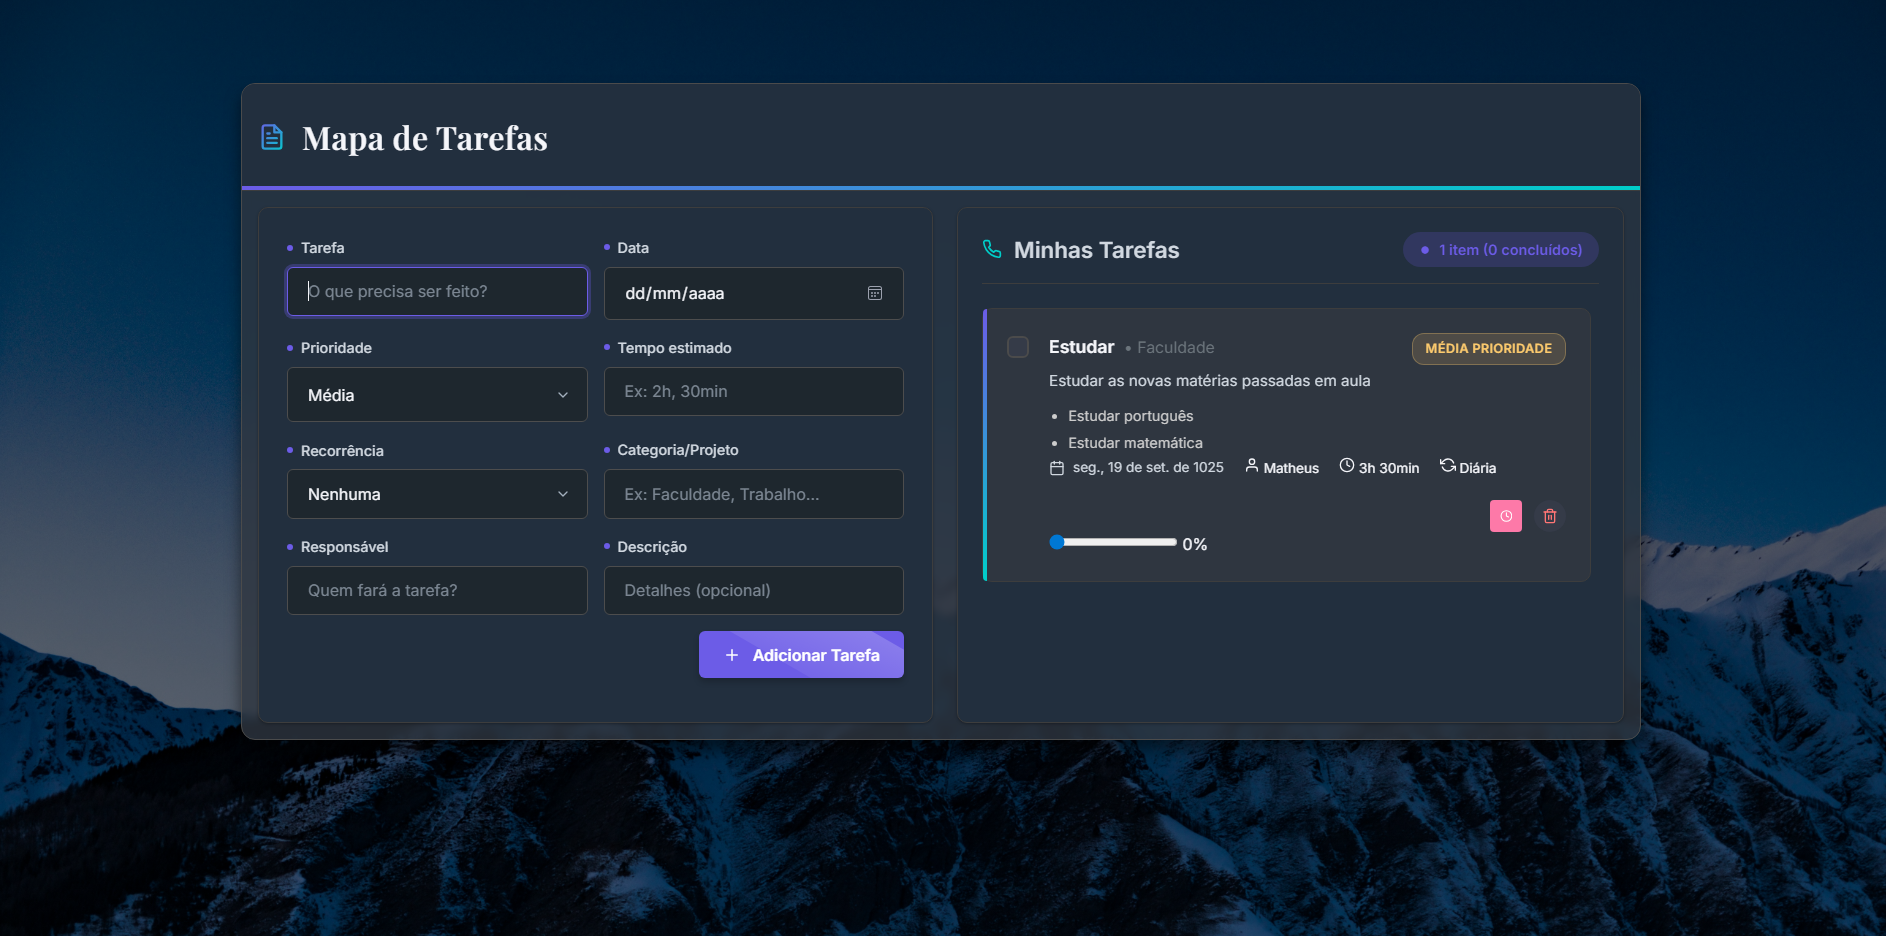 Mapa de Tarefas
Tarefa
O que precisa ser feito?
Data
dd/mm/aaaa
Prioridade
Média
Tempo estimado
Ex: 2h, 30min
Recorrência
Nenhuma
Categoria/Projeto
Ex: Faculdade, Trabalho...
Responsável
Quem fará a tarefa?
Descrição
Detalhes (opcional)
+ Adicionar Tarefa
Minhas Tarefas
• 1 item (0 concluídos)
Estudar • Faculdade
MÉDIA PRIORIDADE
Estudar as novas matérias passadas em aula
• Estudar português
• Estudar matemática
seg., 19 de set. de 1025 Matheus 3h 30min Diária
0%